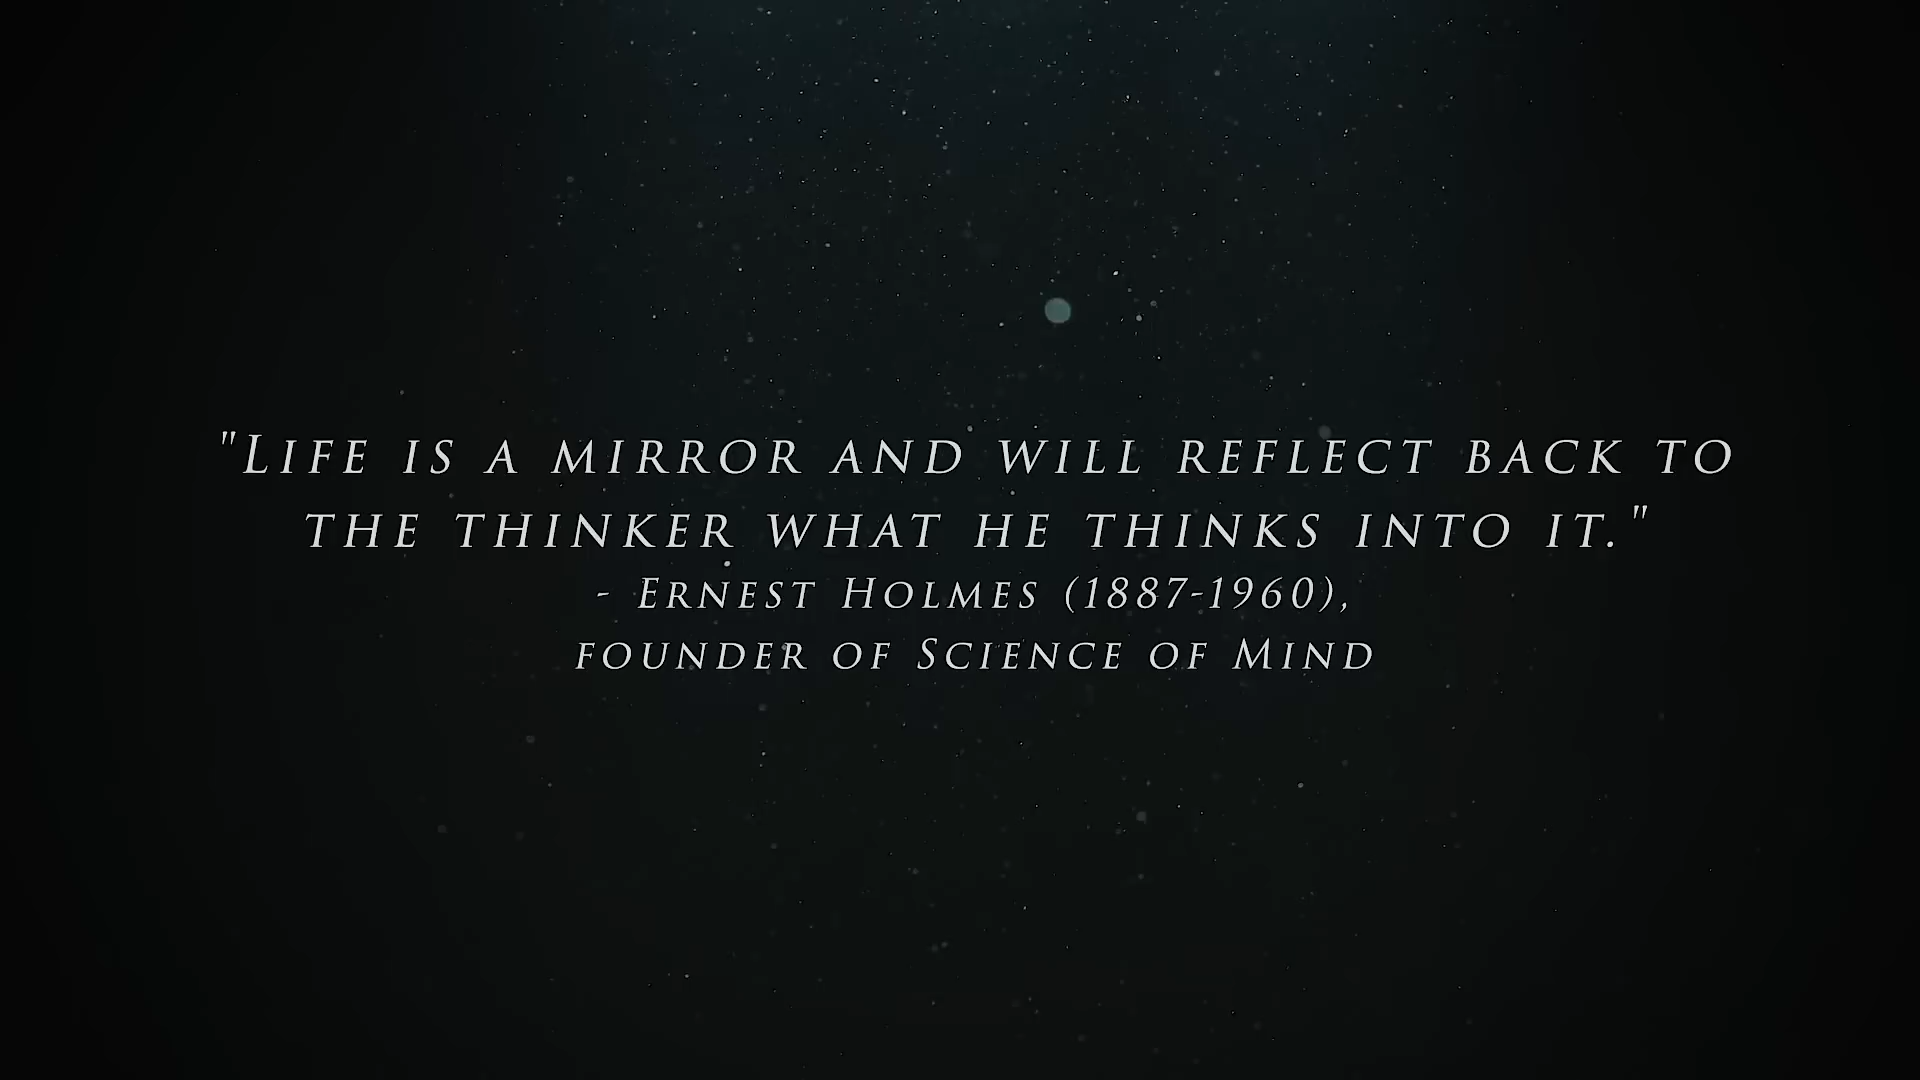 "Life is a mirror and will reflect back to
the thinker what he thinks into it."
- Ernest Holmes (1887-1960),
founder of Science of Mind